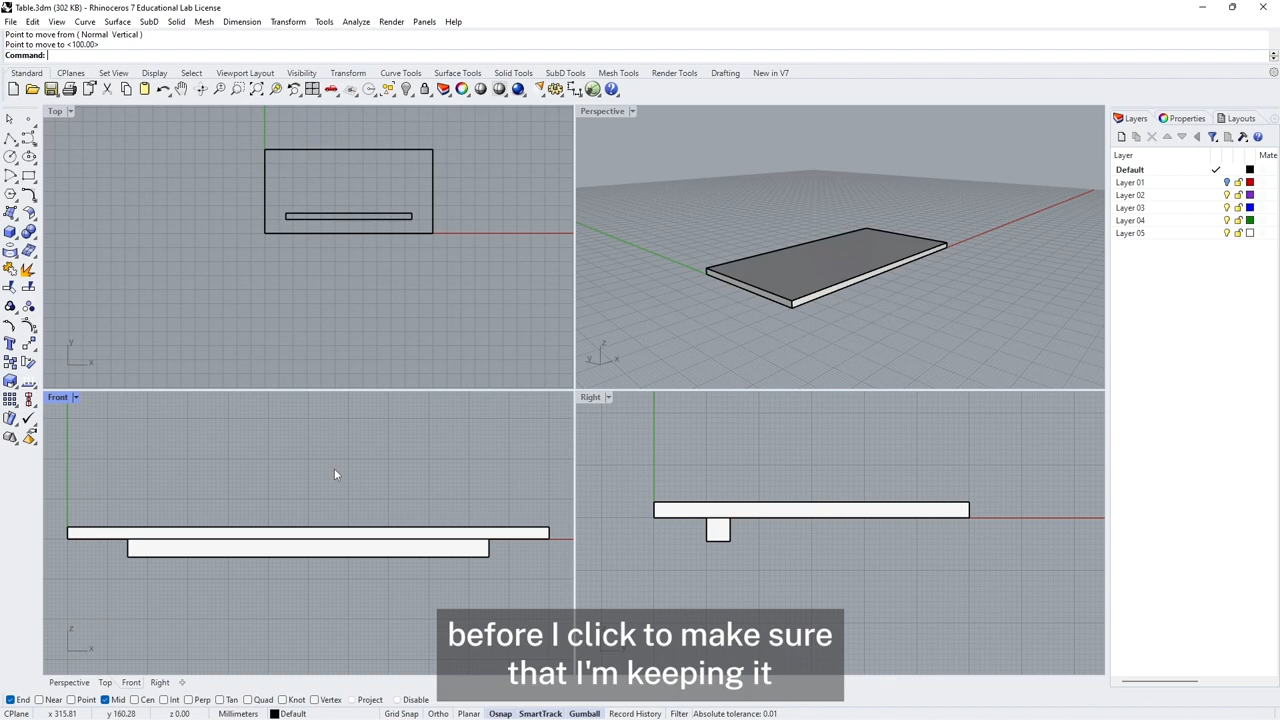 Table.3dm (302 KB) - Rhinoceros 7 Educational Lab License
File Edit View Curve Surface SubD Solid Mesh Dimension Transform Tools Analyze Render Panels Help
Point to move from ( Normal Vertical )
Point to move to <100.00>
Command:
Standard CPlanes Set View Display Select Viewport Layout Visibility Transform Curve Tools Surface Tools Solid Tools SubD Tools Mesh Tools Render Tools Drafting New in V7
Top
Perspective
Layers Properties Layouts
Layer Mate
Default
Layer 01
Layer 02
Layer 03
Layer 04
Layer 05
y
x
z
y x
Front
Right
z
x
z
before I click to make sure
that I'm keeping it
Perspective Top Front Right
End Near Point Mid Cen Int Perp Tan Quad Knot Vertex Project Disable
CPlane x 315.81 y 160.28 z 0.00 Millimeters Default Grid Snap Ortho Planar Osnap SmartTrack Gumball Record History Filter Absolute tolerance: 0.01